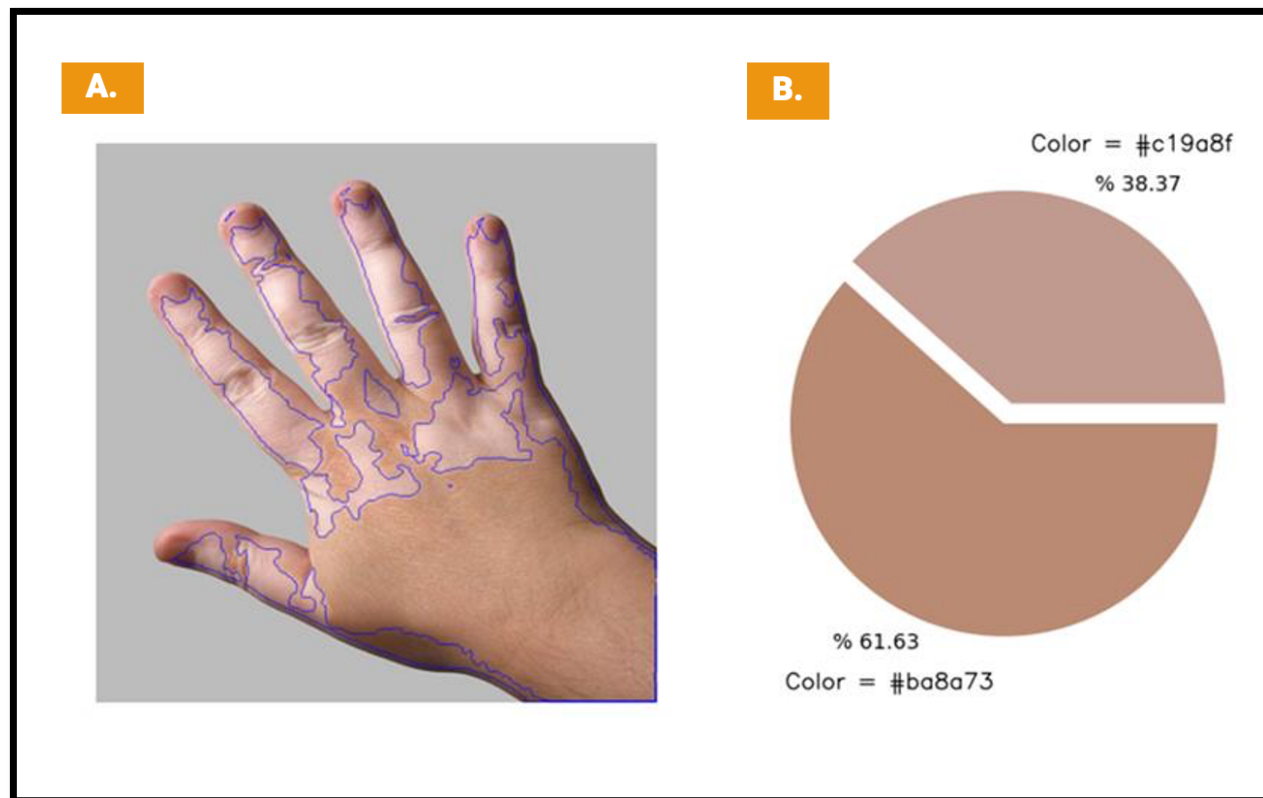 A.
B.
Color = #c19a8f
% 38.37
% 61.63
Color = #ba8a73